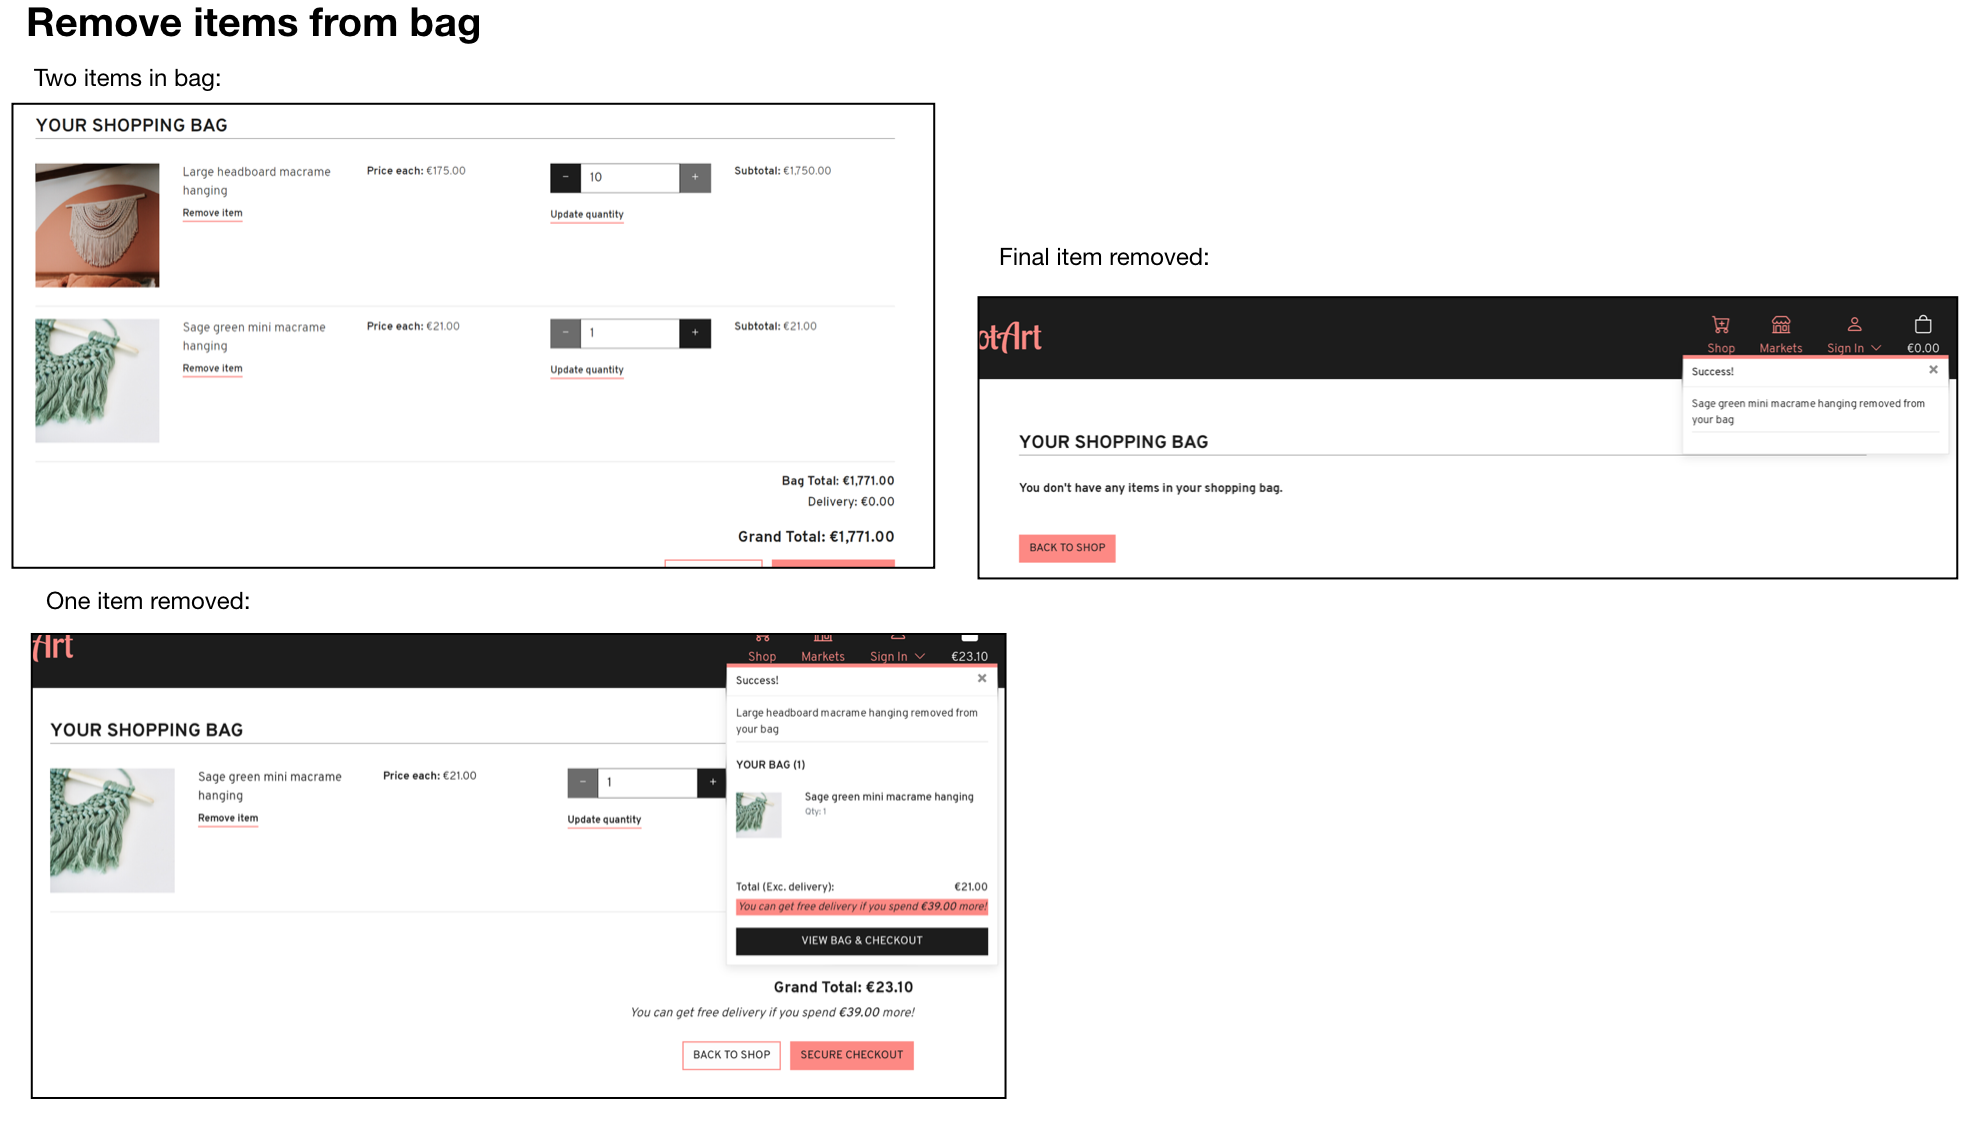 Remove items from bag
Two items in bag:
YOUR SHOPPING BAG
Large headboard macrame
hanging
Remove item
Price each: €175.00
− 10 +
Update quantity
Subtotal: €1,750.00
Sage green mini macrame
hanging
Remove item
Price each: €21.00
− 1 +
Update quantity
Subtotal: €21.00
Bag Total: €1,771.00
Delivery: €0.00
Grand Total: €1,771.00
Final item removed:
otArt
Shop
Markets
Sign In
€0.00
Success! ×
Sage green mini macrame hanging removed from
your bag
YOUR SHOPPING BAG
You don't have any items in your shopping bag.
BACK TO SHOP
One item removed:
Art
Shop
Markets
Sign In
€23.10
Success! ×
Large headboard macrame hanging removed from
your bag
YOUR BAG (1)
Sage green mini macrame hanging
Qty: 1
Total (Exc. delivery): €21.00
You can get free delivery if you spend €39.00 more!
VIEW BAG & CHECKOUT
YOUR SHOPPING BAG
Sage green mini macrame
hanging
Remove item
Price each: €21.00
− 1 +
Update quantity
Grand Total: €23.10
You can get free delivery if you spend €39.00 more!
BACK TO SHOP
SECURE CHECKOUT